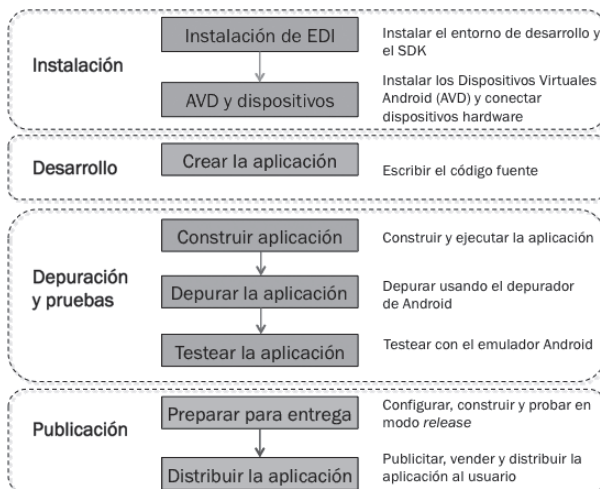 Instalación
Instalación de EDI
Instalar el entorno de desarrollo y
el SDK
AVD y dispositivos
Instalar los Dispositivos Virtuales
Android (AVD) y conectar
dispositivos hardware
Desarrollo
Crear la aplicación
Escribir el código fuente
Depuración
y pruebas
Construir aplicación
Construir y ejecutar la aplicación
Depurar la aplicación
Depurar usando el depurador
de Android
Testear la aplicación
Testear con el emulador Android
Publicación
Preparar para entrega
Configurar, construir y probar en
modo release
Distribuir la aplicación
Publicitar, vender y distribuir la
aplicación al usuario